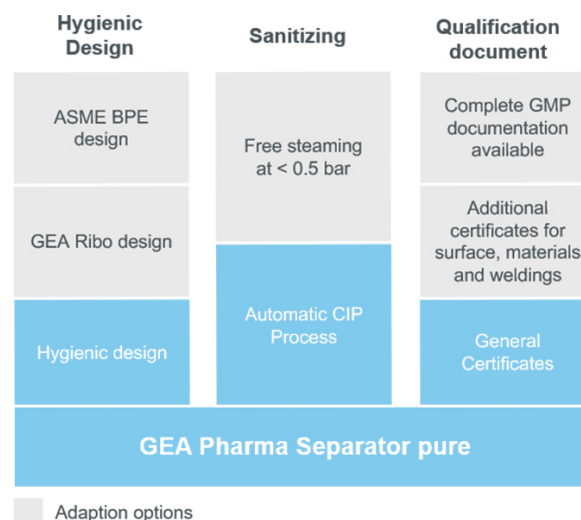 Hygienic
Design
Sanitizing
Qualification
document
ASME BPE
design
Free steaming
at < 0.5 bar
Complete GMP
documentation
available
GEA Ribo design
Additional
certificates for
surface, materials
and weldings
Hygienic design
Automatic CIP
Process
General
Certificates
GEA Pharma Separator pure
Adaption options